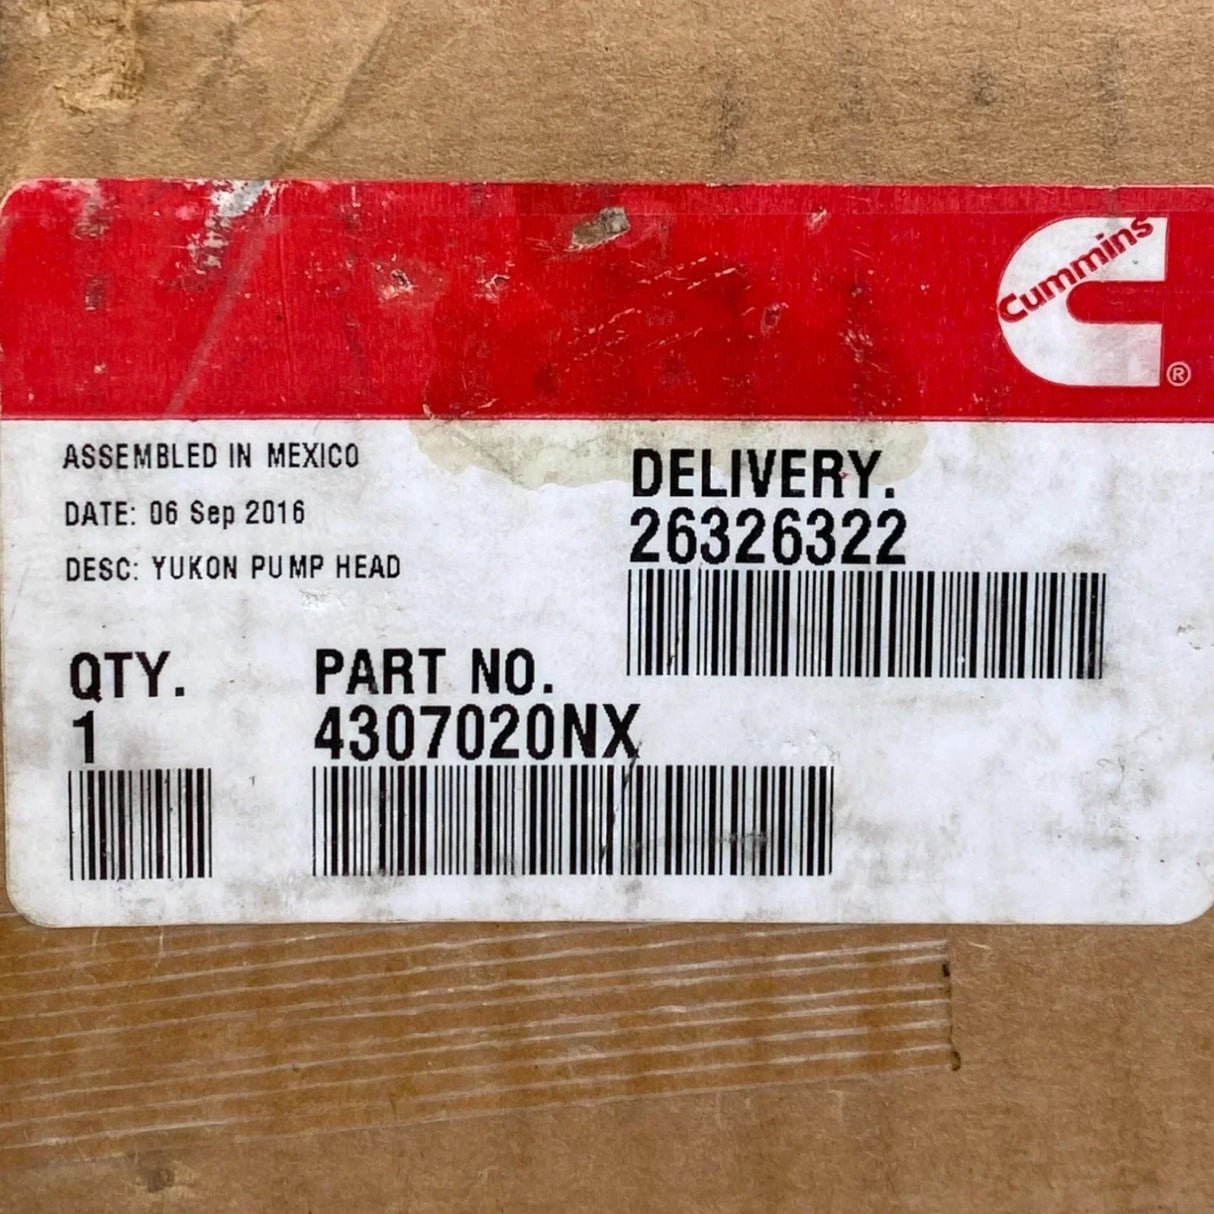 Cummins
®
ASSEMBLED IN MEXICO
DATE: 06 Sep 2016
DESC: YUKON PUMP HEAD
DELIVERY.
26326322
QTY.
1
PART NO.
4307020NX